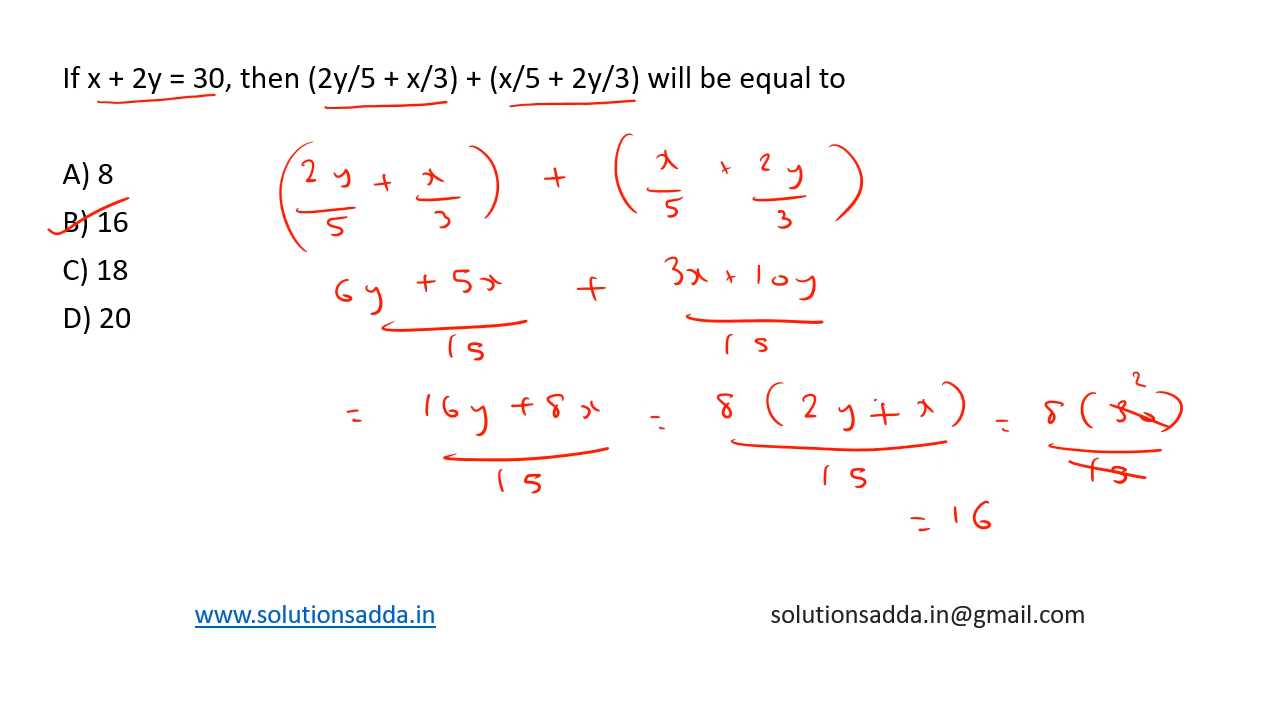 If x + 2y = 30, then (2y/5 + x/3) + (x/5 + 2y/3) will be equal to
A) 8
B) 16
C) 18
D) 20
(2y/5 + x/3) + (x/5 + 2y/3)
6y + 5x/15 + 3x + 10y/15
= 16y + 8x/15 = 8(2y + x)/15 = 8(30)/15 2
= 16
www.solutionsadda.in
solutionsadda.in@gmail.com